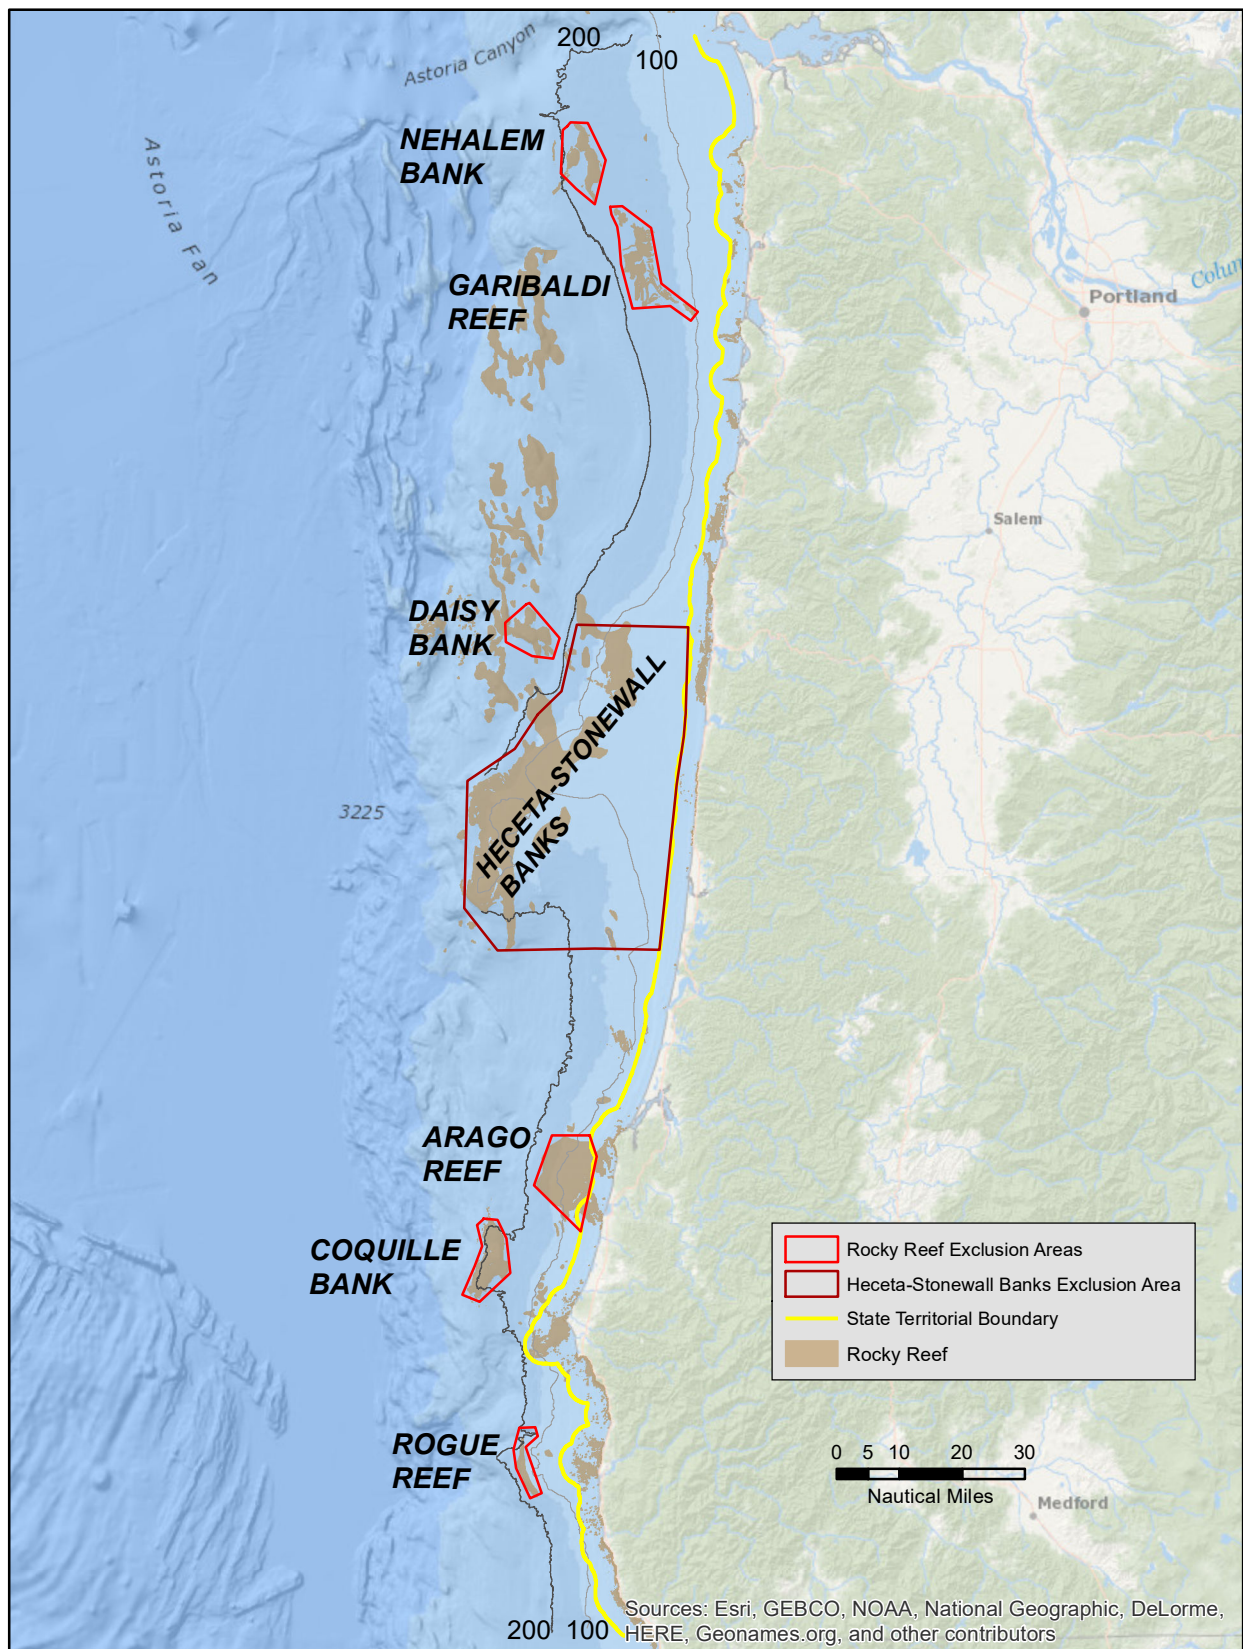 200
100
Astoria Canyon
NEHALEM
BANK
Astoria Fan
GARIBALDI
REEF
Portland
Salem
DAISY
BANK
HECETA-STONEWALL
BANKS
3225
ARAGO
REEF
COQUILLE
BANK
Rocky Reef Exclusion Areas
Heceta-Stonewall Banks Exclusion Area
State Territorial Boundary
Rocky Reef
ROGUE
REEF
0 5 10 20 30
Nautical Miles
Medford
200 100
Sources: Esri, GEBCO, NOAA, National Geographic, DeLorme,
HERE, Geonames.org, and other contributors